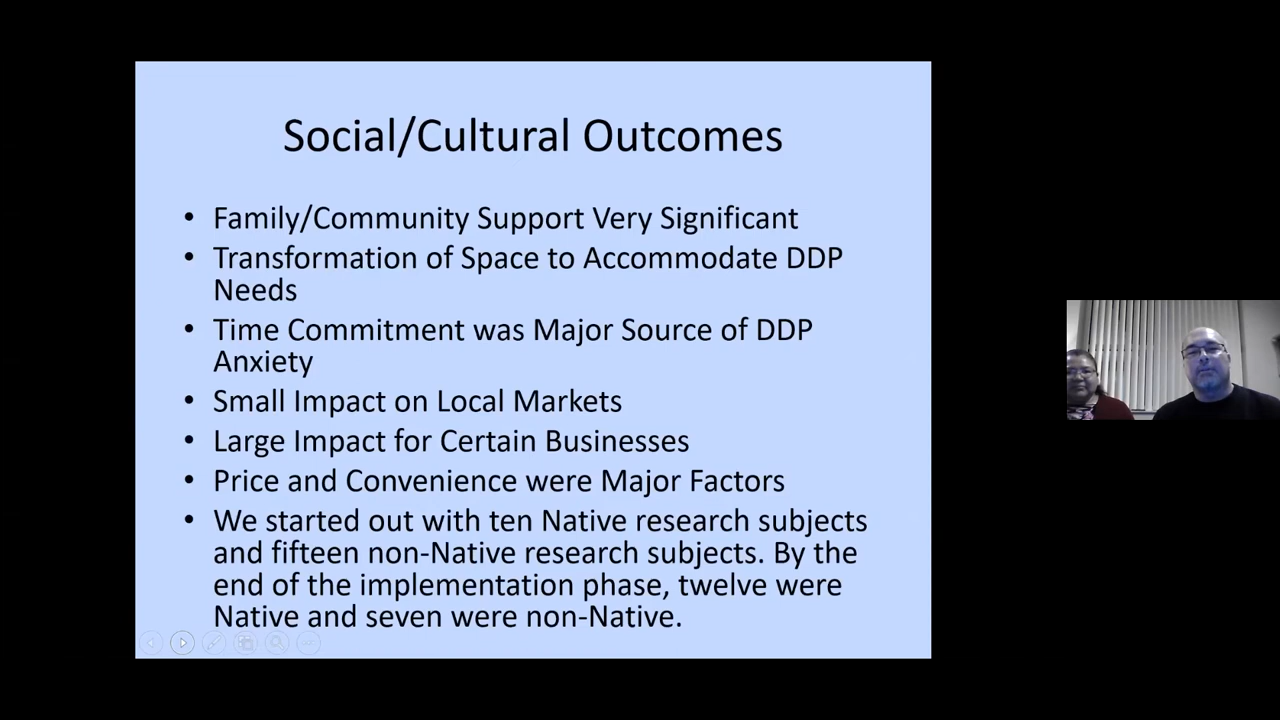 Social/Cultural Outcomes
• Family/Community Support Very Significant
• Transformation of Space to Accommodate DDP
Needs
• Time Commitment was Major Source of DDP
Anxiety
• Small Impact on Local Markets
• Large Impact for Certain Businesses
• Price and Convenience were Major Factors
• We started out with ten Native research subjects
and fifteen non-Native research subjects. By the
end of the implementation phase, twelve were
Native and seven were non-Native.